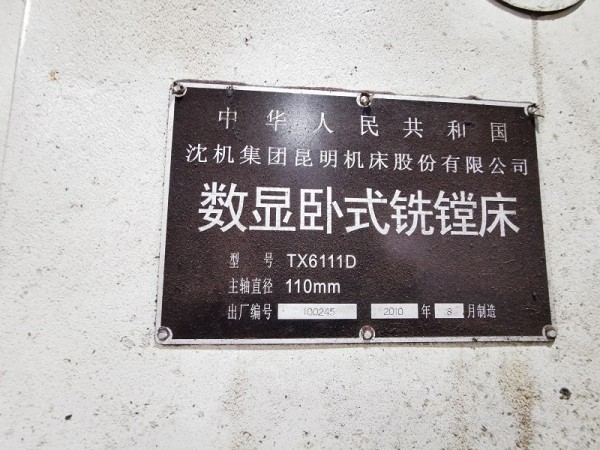 中华人民共和国
沈机集团昆明机床股份有限公司
数显卧式铣镗床
型号 TX6111D
主轴直径 110mm
出厂编号 100245 2010 年 8 月制造